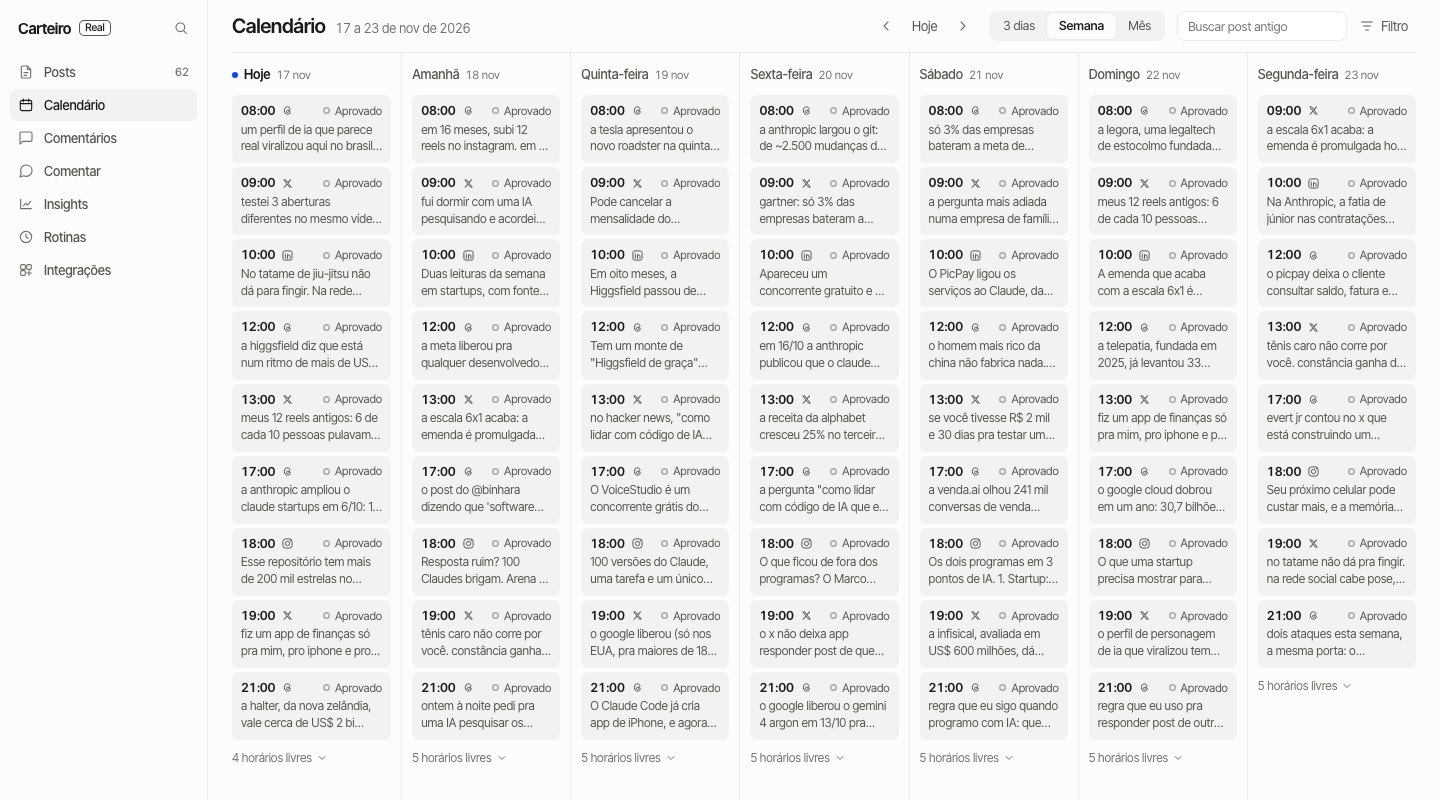 Carteiro Real
Posts 62
Calendário
Comentários
Comentar
Insights
Rotinas
Integrações
Calendário 17 a 23 de nov de 2026
Hoje
3 dias Semana Mês
Buscar post antigo
Filtro
Hoje 17 nov
08:00 Aprovado
um perfil de ia que parece
real viralizou aqui no brasil...
09:00 Aprovado
testei 3 aberturas
diferentes no mesmo víde...
10:00 Aprovado
No tatame de jiu-jitsu não
dá para fingir. Na rede...
12:00 Aprovado
a higgsfield diz que está
num ritmo de mais de US...
13:00 Aprovado
meus 12 reels antigos: 6 de
cada 10 pessoas pulavam...
17:00 Aprovado
a anthropic ampliou o
claude startups em 6/10: 1...
18:00 Aprovado
Esse repositório tem mais
de 200 mil estrelas no...
19:00 Aprovado
fiz um app de finanças só
pra mim, pro iphone e pro...
21:00 Aprovado
a halter, da nova zelândia,
vale cerca de US$ 2 bi...
4 horários livres
Amanhã 18 nov
08:00 Aprovado
em 16 meses, subi 12
reels no instagram. em ...
09:00 Aprovado
fui dormir com uma IA
pesquisando e acordei...
10:00 Aprovado
Duas leituras da semana
em startups, com fonte...
12:00 Aprovado
a meta liberou pra
qualquer desenvolvedo...
13:00 Aprovado
a escala 6x1 acaba: a
emenda é promulgada...
17:00 Aprovado
o post do @binhara
dizendo que 'software...
18:00 Aprovado
Resposta ruim? 100
Claudes brigam. Arena ...
19:00 Aprovado
tênis caro não corre por
você. constância ganha...
21:00 Aprovado
ontem à noite pedi pra
uma IA pesquisar os...
5 horários livres
Quinta-feira 19 nov
08:00 Aprovado
a tesla apresentou o
novo roadster na quinta...
09:00 Aprovado
Pode cancelar a
mensalidade do...
10:00 Aprovado
Em oito meses, a
Higgsfield passou de...
12:00 Aprovado
Tem um monte de
"Higgsfield de graça"...
13:00 Aprovado
no hacker news, "como
lidar com código de IA...
17:00 Aprovado
O VoiceStudio é um
concorrente grátis do...
18:00 Aprovado
100 versões do Claude,
uma tarefa e um único...
19:00 Aprovado
o google liberou (só nos
EUA, pra maiores de 18...
21:00 Aprovado
O Claude Code já cria
app de iPhone, e agora...
5 horários livres
Sexta-feira 20 nov
08:00 Aprovado
a anthropic largou o git:
de ~2.500 mudanças d...
09:00 Aprovado
gartner: só 3% das
empresas bateram a...
10:00 Aprovado
Apareceu um
concorrente gratuito e ...
12:00 Aprovado
em 16/10 a anthropic
publicou que o claude...
13:00 Aprovado
a receita da alphabet
cresceu 25% no terceir...
17:00 Aprovado
a pergunta "como lidar
com código de IA que e...
18:00 Aprovado
O que ficou de fora dos
programas? O Marco...
19:00 Aprovado
o x não deixa app
responder post de que...
21:00 Aprovado
o google liberou o gemini
4 argon em 13/10 pra...
5 horários livres
Sábado 21 nov
08:00 Aprovado
só 3% das empresas
bateram a meta de...
09:00 Aprovado
a pergunta mais adiada
numa empresa de famíli...
10:00 Aprovado
O PicPay ligou os
serviços ao Claude, da...
12:00 Aprovado
o homem mais rico da
china não fabrica nada....
13:00 Aprovado
se você tivesse R$ 2 mil
e 30 dias pra testar um...
17:00 Aprovado
a venda.ai olhou 241 mil
conversas de venda...
18:00 Aprovado
Os dois programas em 3
pontos de IA. 1. Startup:...
19:00 Aprovado
a infisical, avaliada em
US$ 600 milhões, dá...
21:00 Aprovado
regra que eu sigo quando
programo com IA: que...
5 horários livres
Domingo 22 nov
08:00 Aprovado
a legora, uma legaltech
de estocolmo fundada...
09:00 Aprovado
meus 12 reels antigos: 6
de cada 10 pessoas...
10:00 Aprovado
A emenda que acaba
com a escala 6x1 é...
12:00 Aprovado
a telepatia, fundada em
2025, já levantou 33...
13:00 Aprovado
fiz um app de finanças só
pra mim, pro iphone e p...
17:00 Aprovado
o google cloud dobrou
em um ano: 30,7 bilhõe...
18:00 Aprovado
O que uma startup
precisa mostrar para...
19:00 Aprovado
o perfil de personagem
de ia que viralizou tem...
21:00 Aprovado
regra que eu uso pra
responder post de outr...
5 horários livres
Segunda-feira 23 nov
09:00 Aprovado
a escala 6x1 acaba: a
emenda é promulgada ho...
10:00 Aprovado
Na Anthropic, a fatia de
júnior nas contratações...
12:00 Aprovado
o picpay deixa o cliente
consultar saldo, fatura e...
13:00 Aprovado
tênis caro não corre por
você. constância ganha d...
17:00 Aprovado
evert jr contou no x que
está construindo um...
18:00 Aprovado
Seu próximo celular pode
custar mais, e a memória...
19:00 Aprovado
no tatame não dá pra fingir.
na rede social cabe pose,...
21:00 Aprovado
dois ataques esta semana,
a mesma porta: o...
5 horários livres